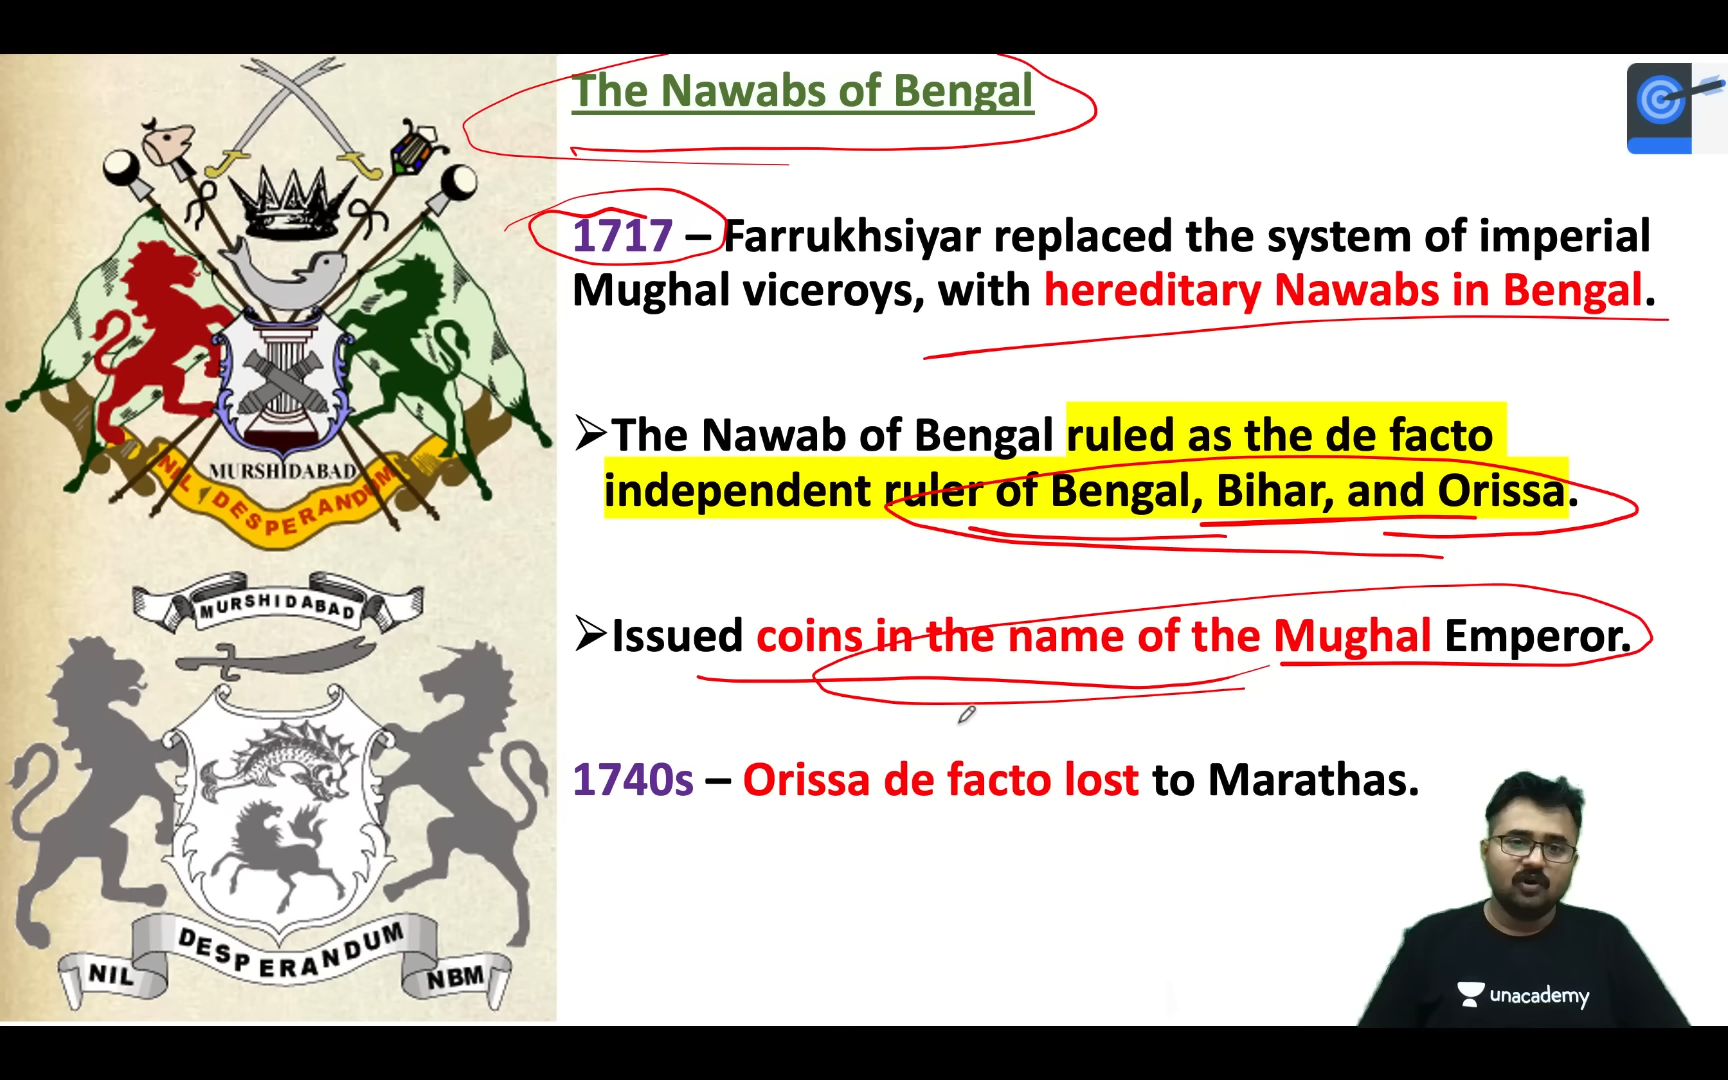 The Nawabs of Bengal
1717 – Farrukhsiyar replaced the system of imperial
Mughal viceroys, with hereditary Nawabs in Bengal.
➤The Nawab of Bengal ruled as the de facto
independent ruler of Bengal, Bihar, and Orissa.
➤Issued coins in the name of the Mughal Emperor.
1740s – Orissa de facto lost to Marathas.
MURSHIDABAD
NIL DESPERANDUM
MURSHIDABAD
DESPERANDUM
NIL
NBM
unacademy